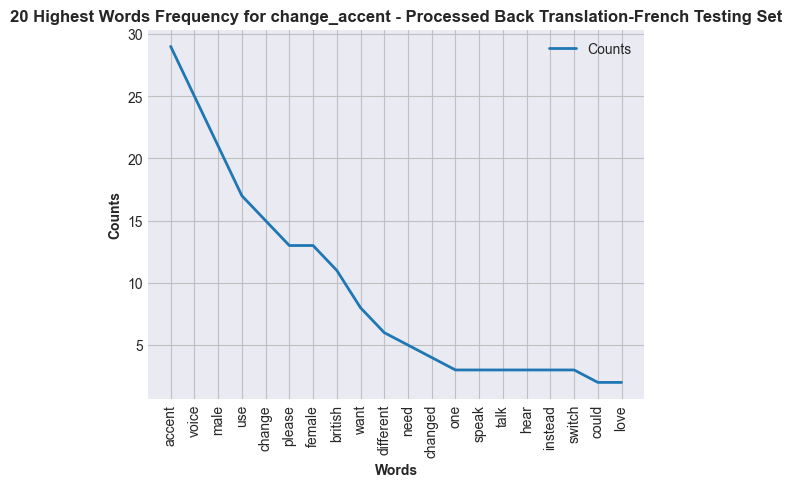 20 Highest Words Frequency for change_accent - Processed Back Translation-French Testing Set
Counts
30
25
20
15
10
5
Counts
accent
voice
male
use
change
please
female
british
want
different
need
changed
one
speak
talk
hear
instead
switch
could
love
Words